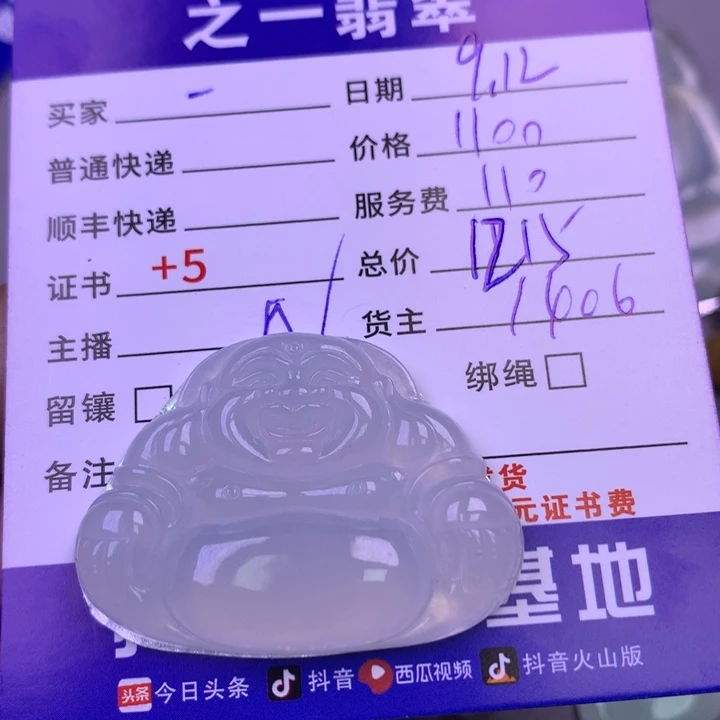 之一翡翠
买家 - 日期 9.12
普通快递 价格 1100
顺丰快递 服务费 110
证书 +5 总价 1215
主播 货主 1606
留镶 绑绳
备注
货
元证书费
基地
头条 今日头条 抖音 西瓜视频 抖音火山版